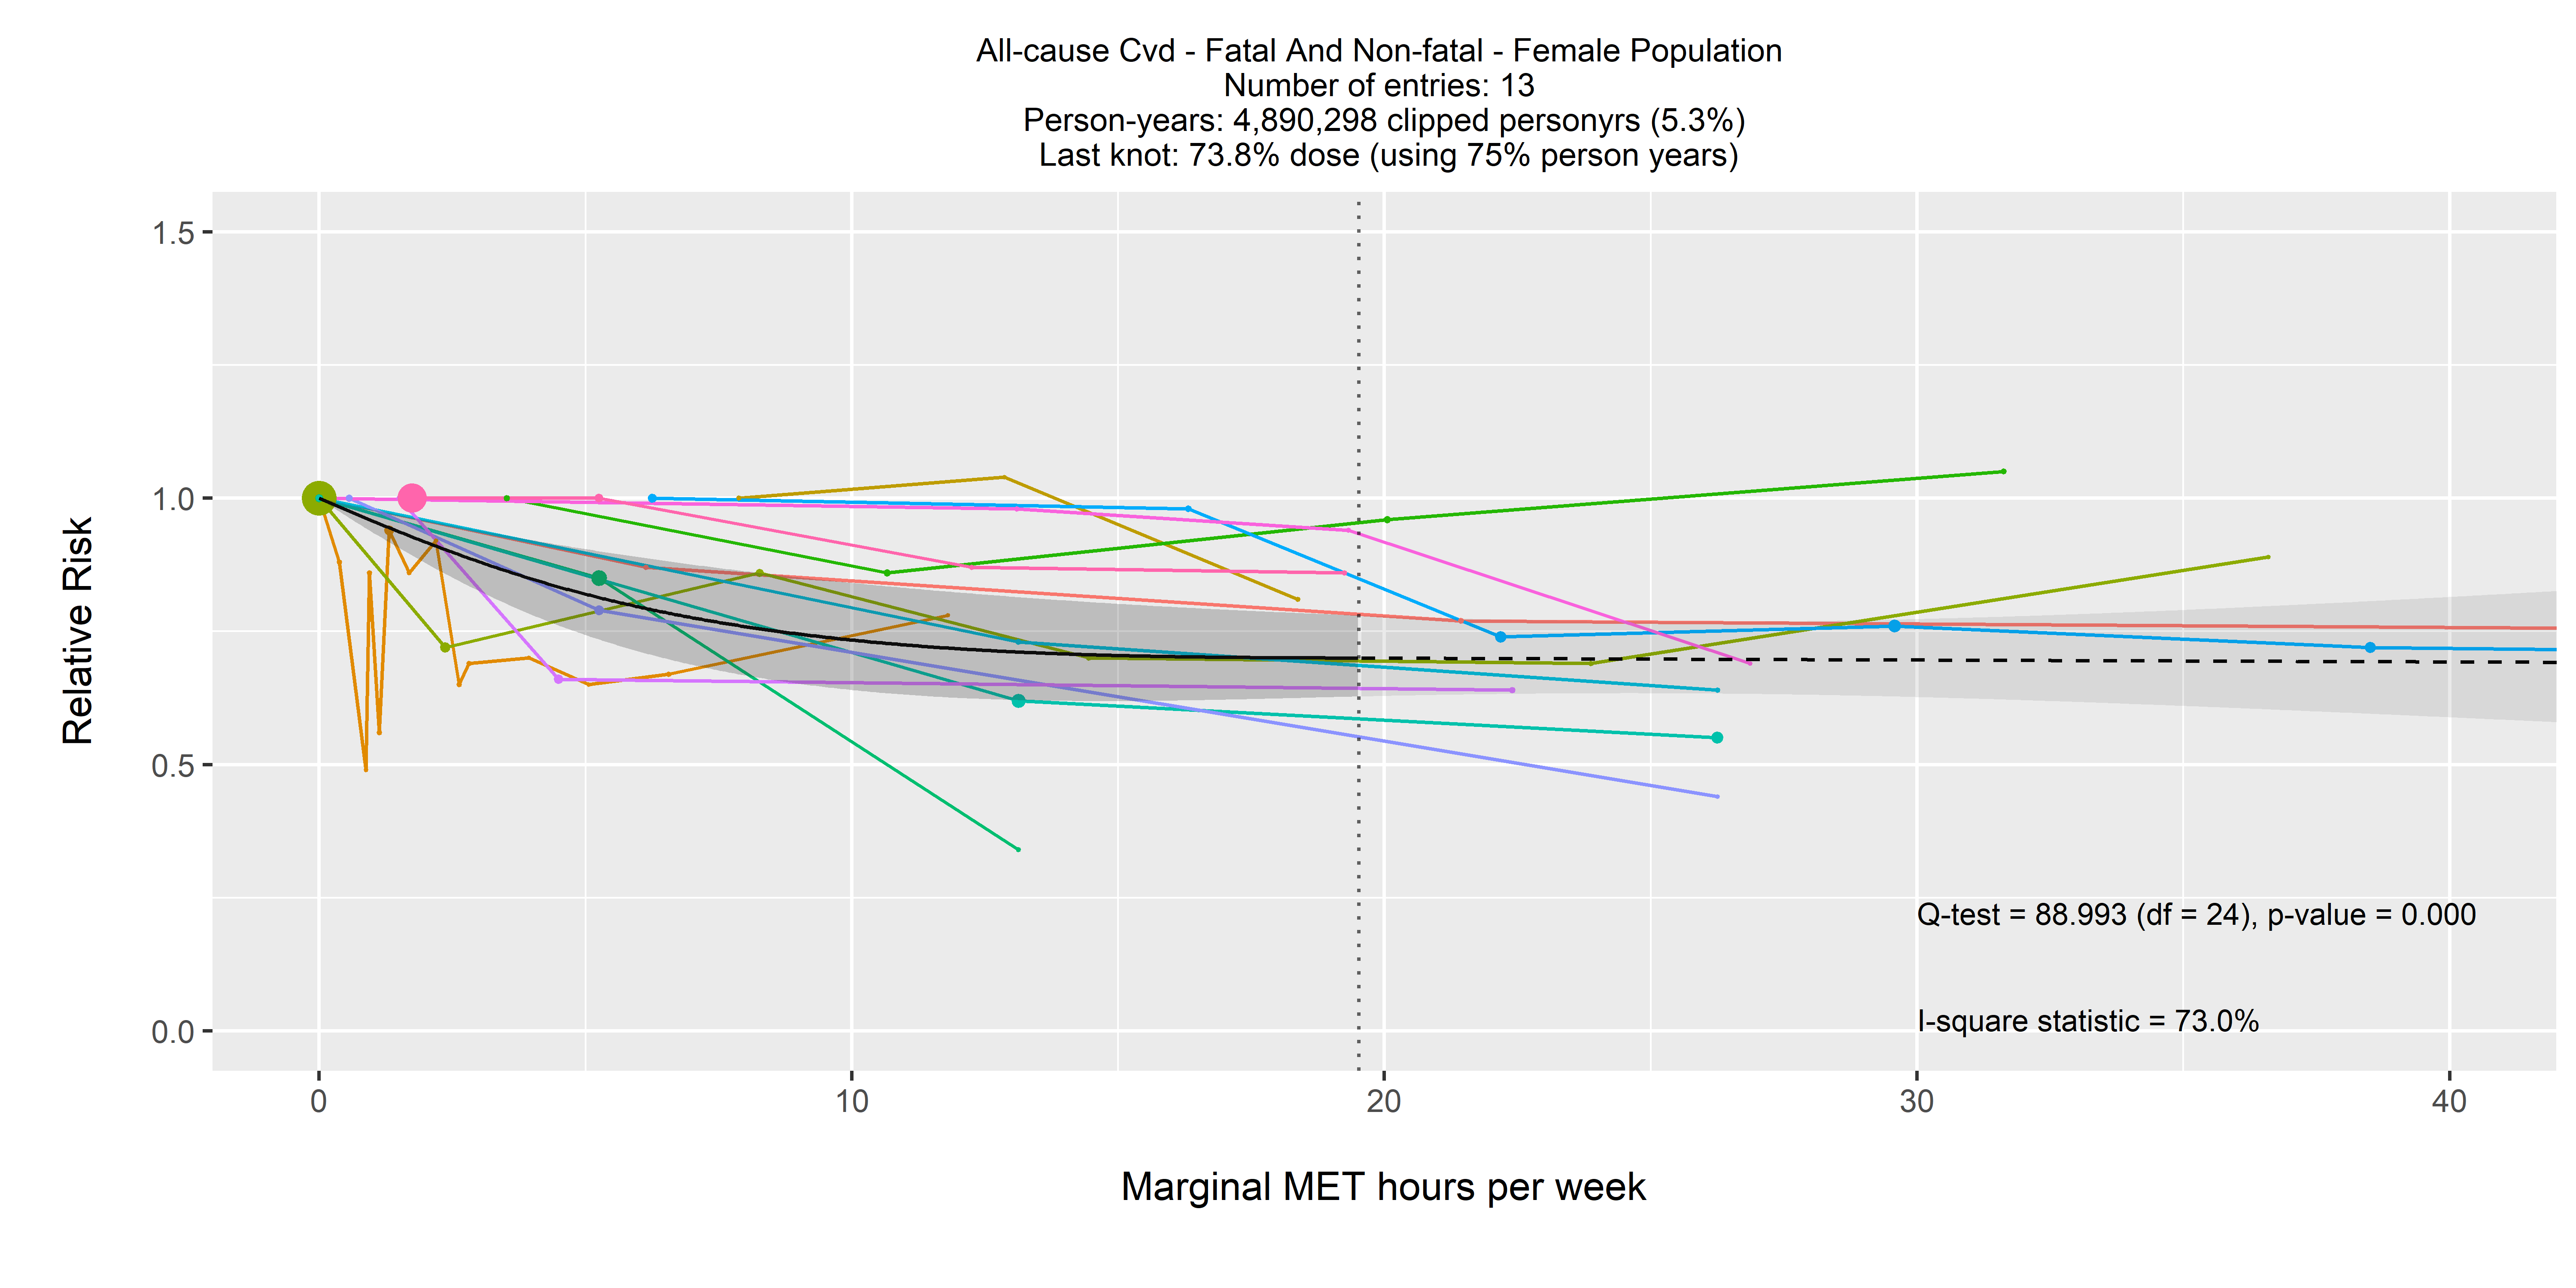 All-cause Cvd - Fatal And Non-fatal - Female Population
Number of entries: 13
Person-years: 4,890,298 clipped personyrs (5.3%)
Last knot: 73.8% dose (using 75% person years)
1.5
1.0
0.5
0.0
Relative Risk
Q-test = 88.993 (df = 24), p-value = 0.000
I-square statistic = 73.0%
0 10 20 30 40
Marginal MET hours per week